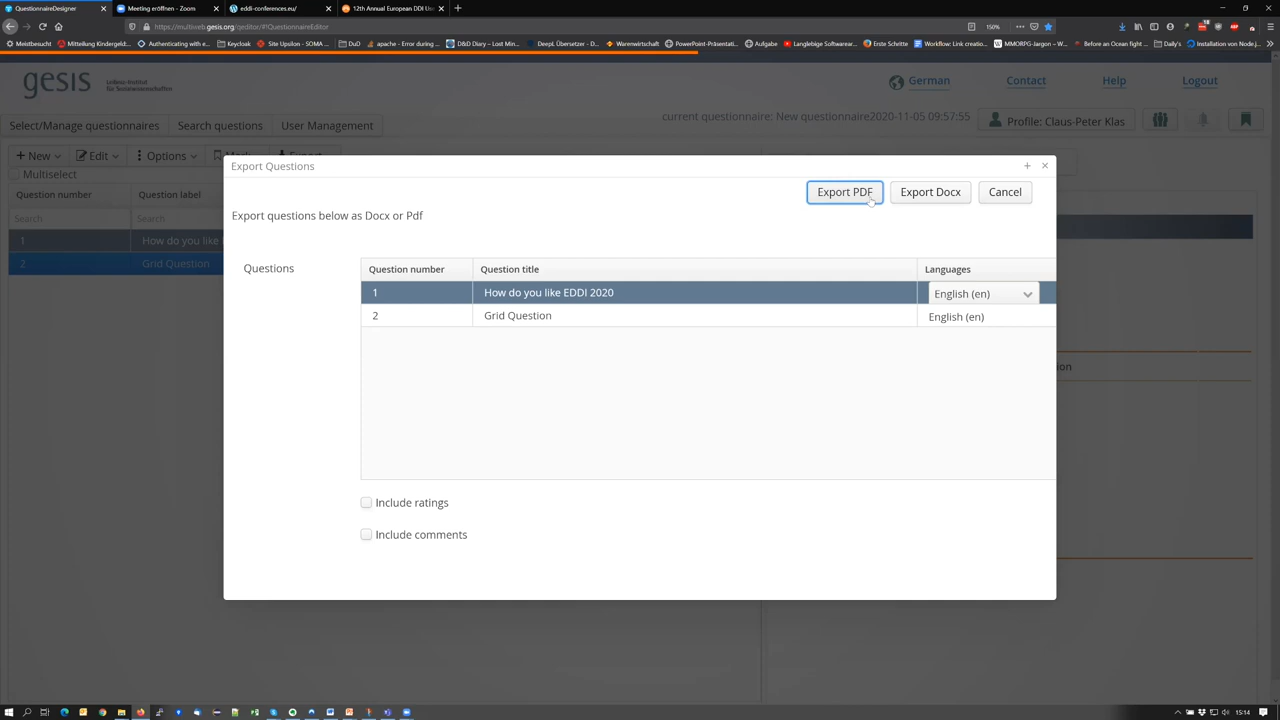 QuestionnaireDesigner
Meeting eröffnen - Zoom
eddi-conferences.eu/
12th Annual European DDI Us
https://multiweb.gesis.org/qeditor/#!QuestionnaireEditor
150%
Meistbesucht
Mitteilung Kindergeld...
Authenticating with e...
Keycloak
Site Upsilon - SOMA ...
DuD
apache - Error during ...
D&D Diary – Lost Min...
DeepL Übersetzer - D...
Warenwirtschaft
PowerPoint-Präsentati...
Aufgabe
Langlebige Softwarear...
Erste Schritte
Workflow: Link creatio...
MMORPG-Jargon – W...
Before an Ocean fight ...
Daily's
Installation von Node.j...
gesis
Leibniz-Institut
für Sozialwissenschaften
German
Contact
Help
Logout
Select/Manage questionnaires
Search questions
User Management
current questionnaire: New questionnaire2020-11-05 09:57:55
Profile: Claus-Peter Klas
New
Edit
Options
Multiselect
Question number
Question label
Search
Search
1
How do you like
2
Grid Question
Export Questions
Export PDF
Export Docx
Cancel
Export questions below as Docx or Pdf
Questions
Question number
Question title
Languages
1
How do you like EDDI 2020
English (en)
2
Grid Question
English (en)
Include ratings
Include comments
ion
15:14